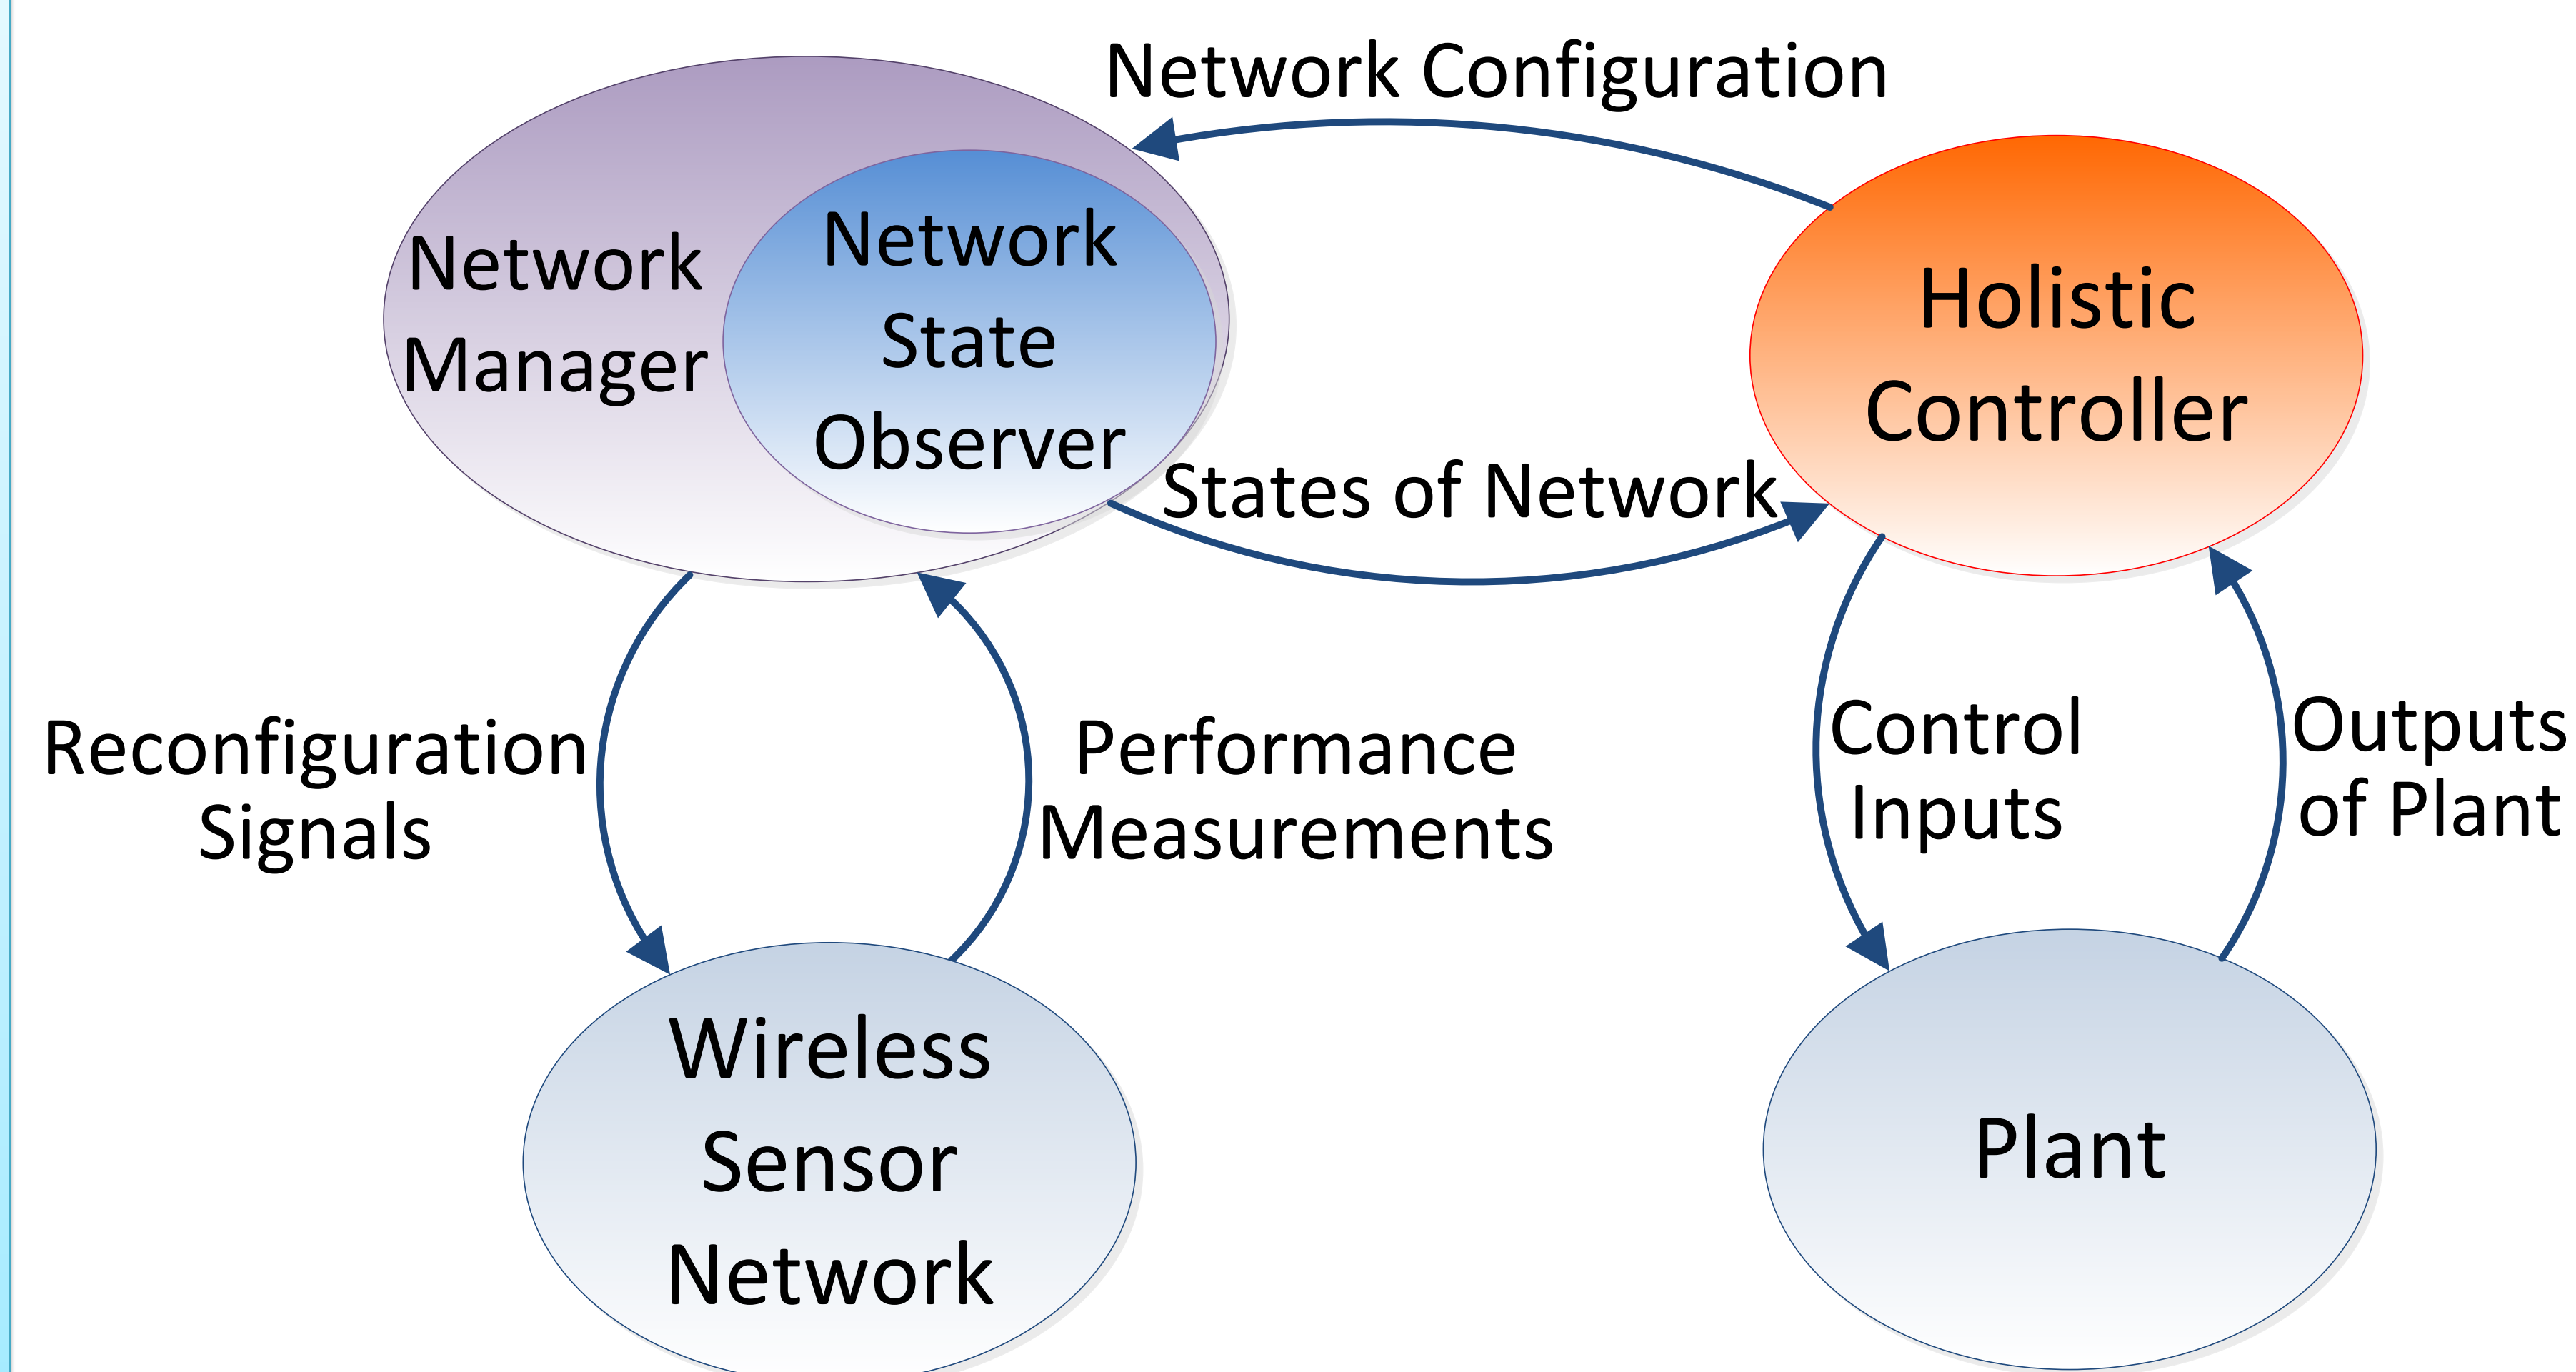 Network Configuration
Network
Manager
Network
State
Observer
Holistic
Controller
States of Network
Reconfiguration
Signals
Performance
Measurements
Control
Inputs
Outputs
of Plant
Wireless
Sensor
Network
Plant